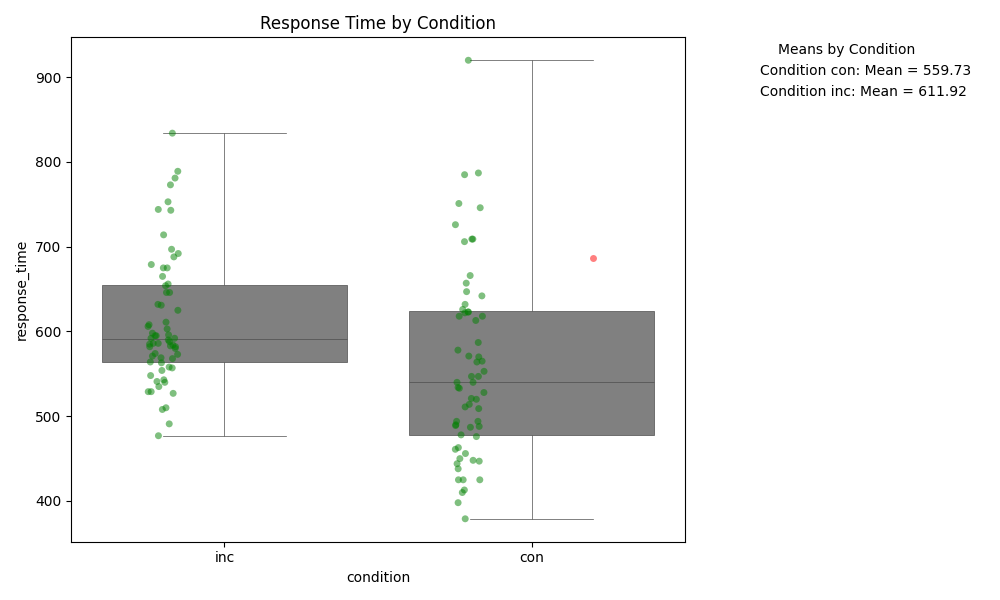 Response Time by Condition
Means by Condition
Condition con: Mean = 559.73
Condition inc: Mean = 611.92
900
800
700
600
500
400
response_time
inc
con
condition